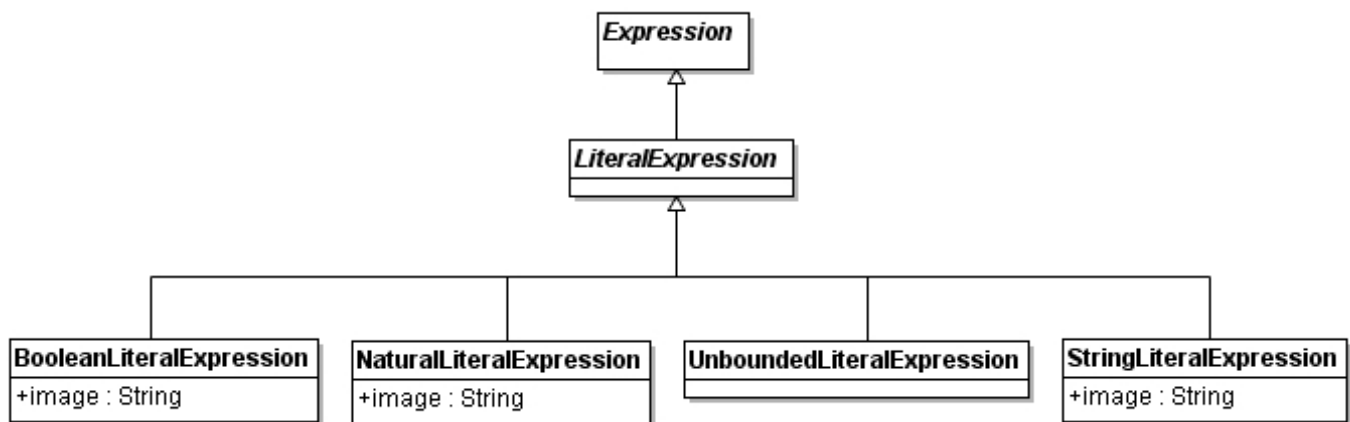 Expression
LiteralExpression
BooleanLiteralExpression
+image : String
NaturalLiteralExpression
+image : String
UnboundedLiteralExpression
StringLiteralExpression
+image : String